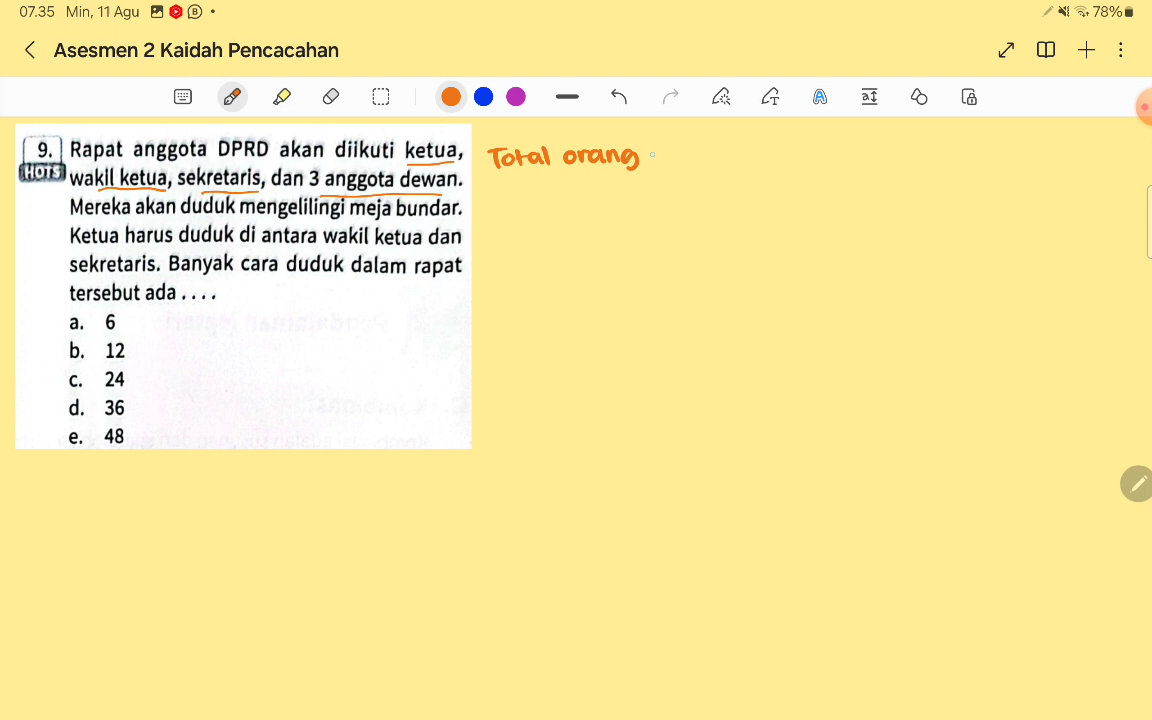 07.35 Min, 11 Agu
78%
Asesmen 2 Kaidah Pencacahan
9. Rapat anggota DPRD akan diikuti ketua,
HOTS wakil ketua, sekretaris, dan 3 anggota dewan.
Mereka akan duduk mengelilingi meja bundar.
Ketua harus duduk di antara wakil ketua dan
sekretaris. Banyak cara duduk dalam rapat
tersebut ada . . . .
a. 6
b. 12
c. 24
d. 36
e. 48
Total orang